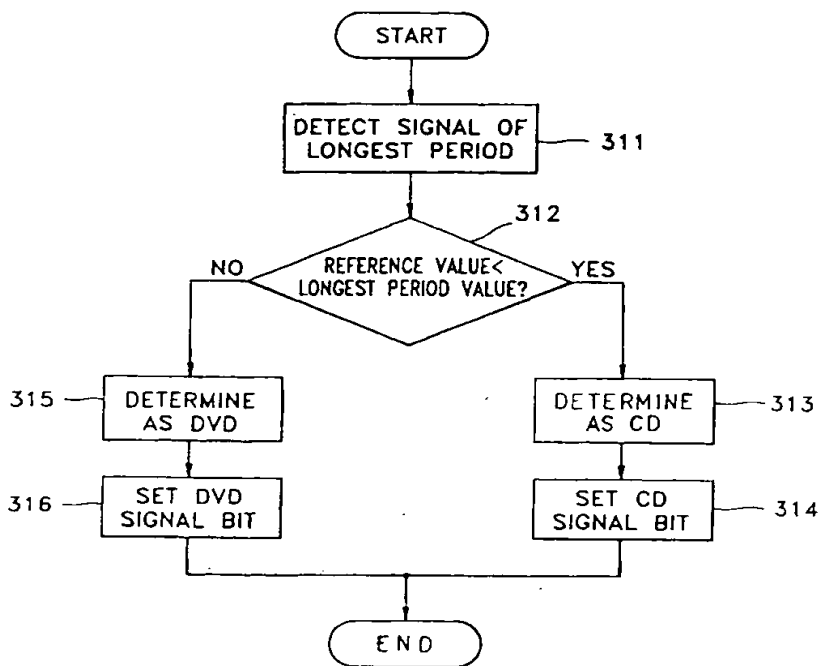 START
DETECT SIGNAL OF
LONGEST PERIOD
311
312
NO
REFERENCE VALUE<
LONGEST PERIOD VALUE?
YES
315
DETERMINE
AS DVD
DETERMINE
AS CD
313
316
SET DVD
SIGNAL BIT
SET CD
SIGNAL BIT
314
END